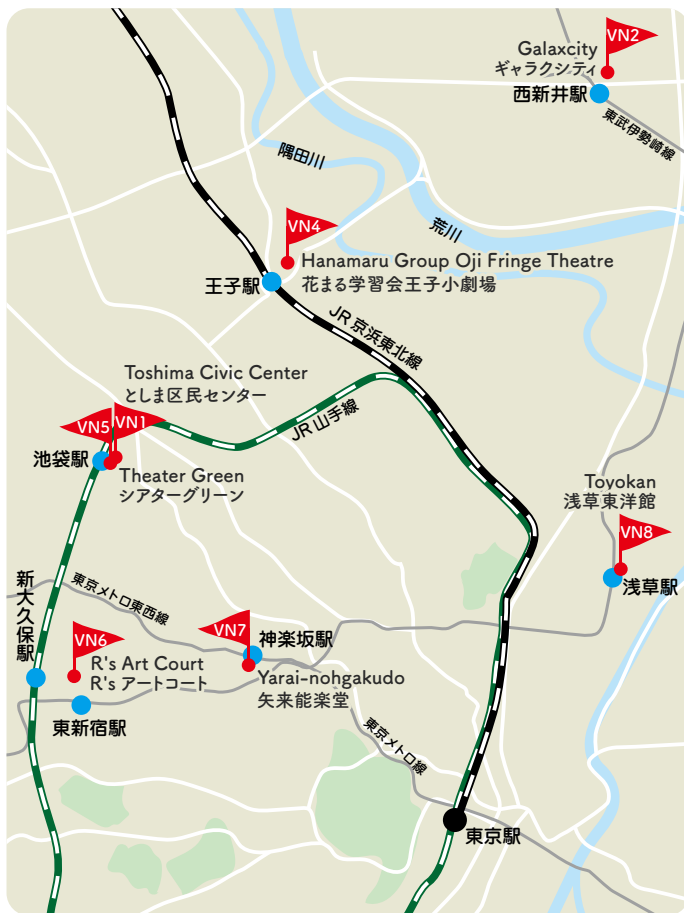 VN2
Galaxcity
ギャラクシティ
西新井駅
東武伊勢崎線
隅田川
荒川
VN4
Hanamaru Group Oji Fringe Theatre
花まる学習会王子小劇場
王子駅
JR 京浜東北線
Toshima Civic Center
としま区民センター
JR 山手線
VN5
VN1
池袋駅
Theater Green
シアターグリーン
Toyokan
浅草東洋館
VN8
浅草駅
新大久保駅
東京メトロ東西線
VN6
R's Art Court
R's アートコート
東新宿駅
VN7
神楽坂駅
Yarai-nohgakudo
矢来能楽堂
東京メトロ線
東京駅